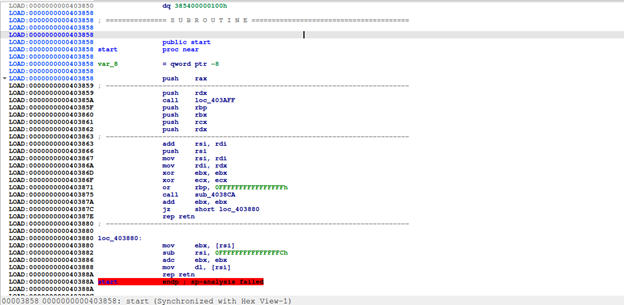 LOAD:0000000000403850 dq 385400000100h
LOAD:0000000000403858
LOAD:0000000000403858 ; =============== S U B R O U T I N E =======================================
LOAD:0000000000403858
LOAD:0000000000403858
LOAD:0000000000403858 public start
LOAD:0000000000403858 start proc near
LOAD:0000000000403858
LOAD:0000000000403858 var_8 = qword ptr -8
LOAD:0000000000403858
LOAD:0000000000403858 push rax
LOAD:0000000000403859 ; ---------------------------------------------------------------------------
LOAD:0000000000403859 push rdx
LOAD:000000000040385A call loc_403AFF
LOAD:000000000040385F push rbp
LOAD:0000000000403860 push rbx
LOAD:0000000000403861 push rcx
LOAD:0000000000403862 push rdx
LOAD:0000000000403863 ; ---------------------------------------------------------------------------
LOAD:0000000000403863 add rsi, rdi
LOAD:0000000000403866 push rsi
LOAD:0000000000403867 mov rsi, rdi
LOAD:000000000040386A mov rdi, rdx
LOAD:000000000040386D xor ebx, ebx
LOAD:000000000040386F xor ecx, ecx
LOAD:0000000000403871 or rbp, 0FFFFFFFFFFFFFFFFh
LOAD:0000000000403875 call sub_4038CA
LOAD:000000000040387A add ebx, ebx
LOAD:000000000040387C jz short loc_403880
LOAD:000000000040387E rep retn
LOAD:0000000000403880 ; ---------------------------------------------------------------------------
LOAD:0000000000403880
LOAD:0000000000403880 loc_403880:
LOAD:0000000000403880 mov ebx, [rsi]
LOAD:0000000000403882 sub rsi, 0FFFFFFFFFFFFFFFCh
LOAD:0000000000403886 adc ebx, ebx
LOAD:0000000000403888 mov dl, [rsi]
LOAD:000000000040388A rep retn
LOAD:000000000040388A start endp ; sp-analysis failed
LOAD:000000000040388A
00003858 0000000000403858: start (Synchronized with Hex View-1)